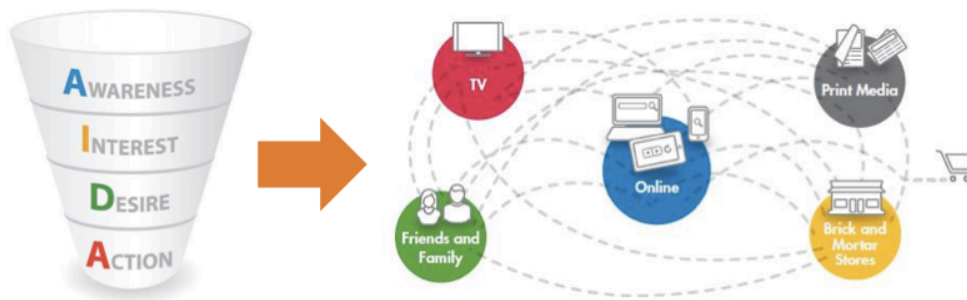 AWARENESS
INTEREST
DESIRE
ACTION
TV
Print Media
Online
Friends and
Family
Brick and
Mortar
Stores